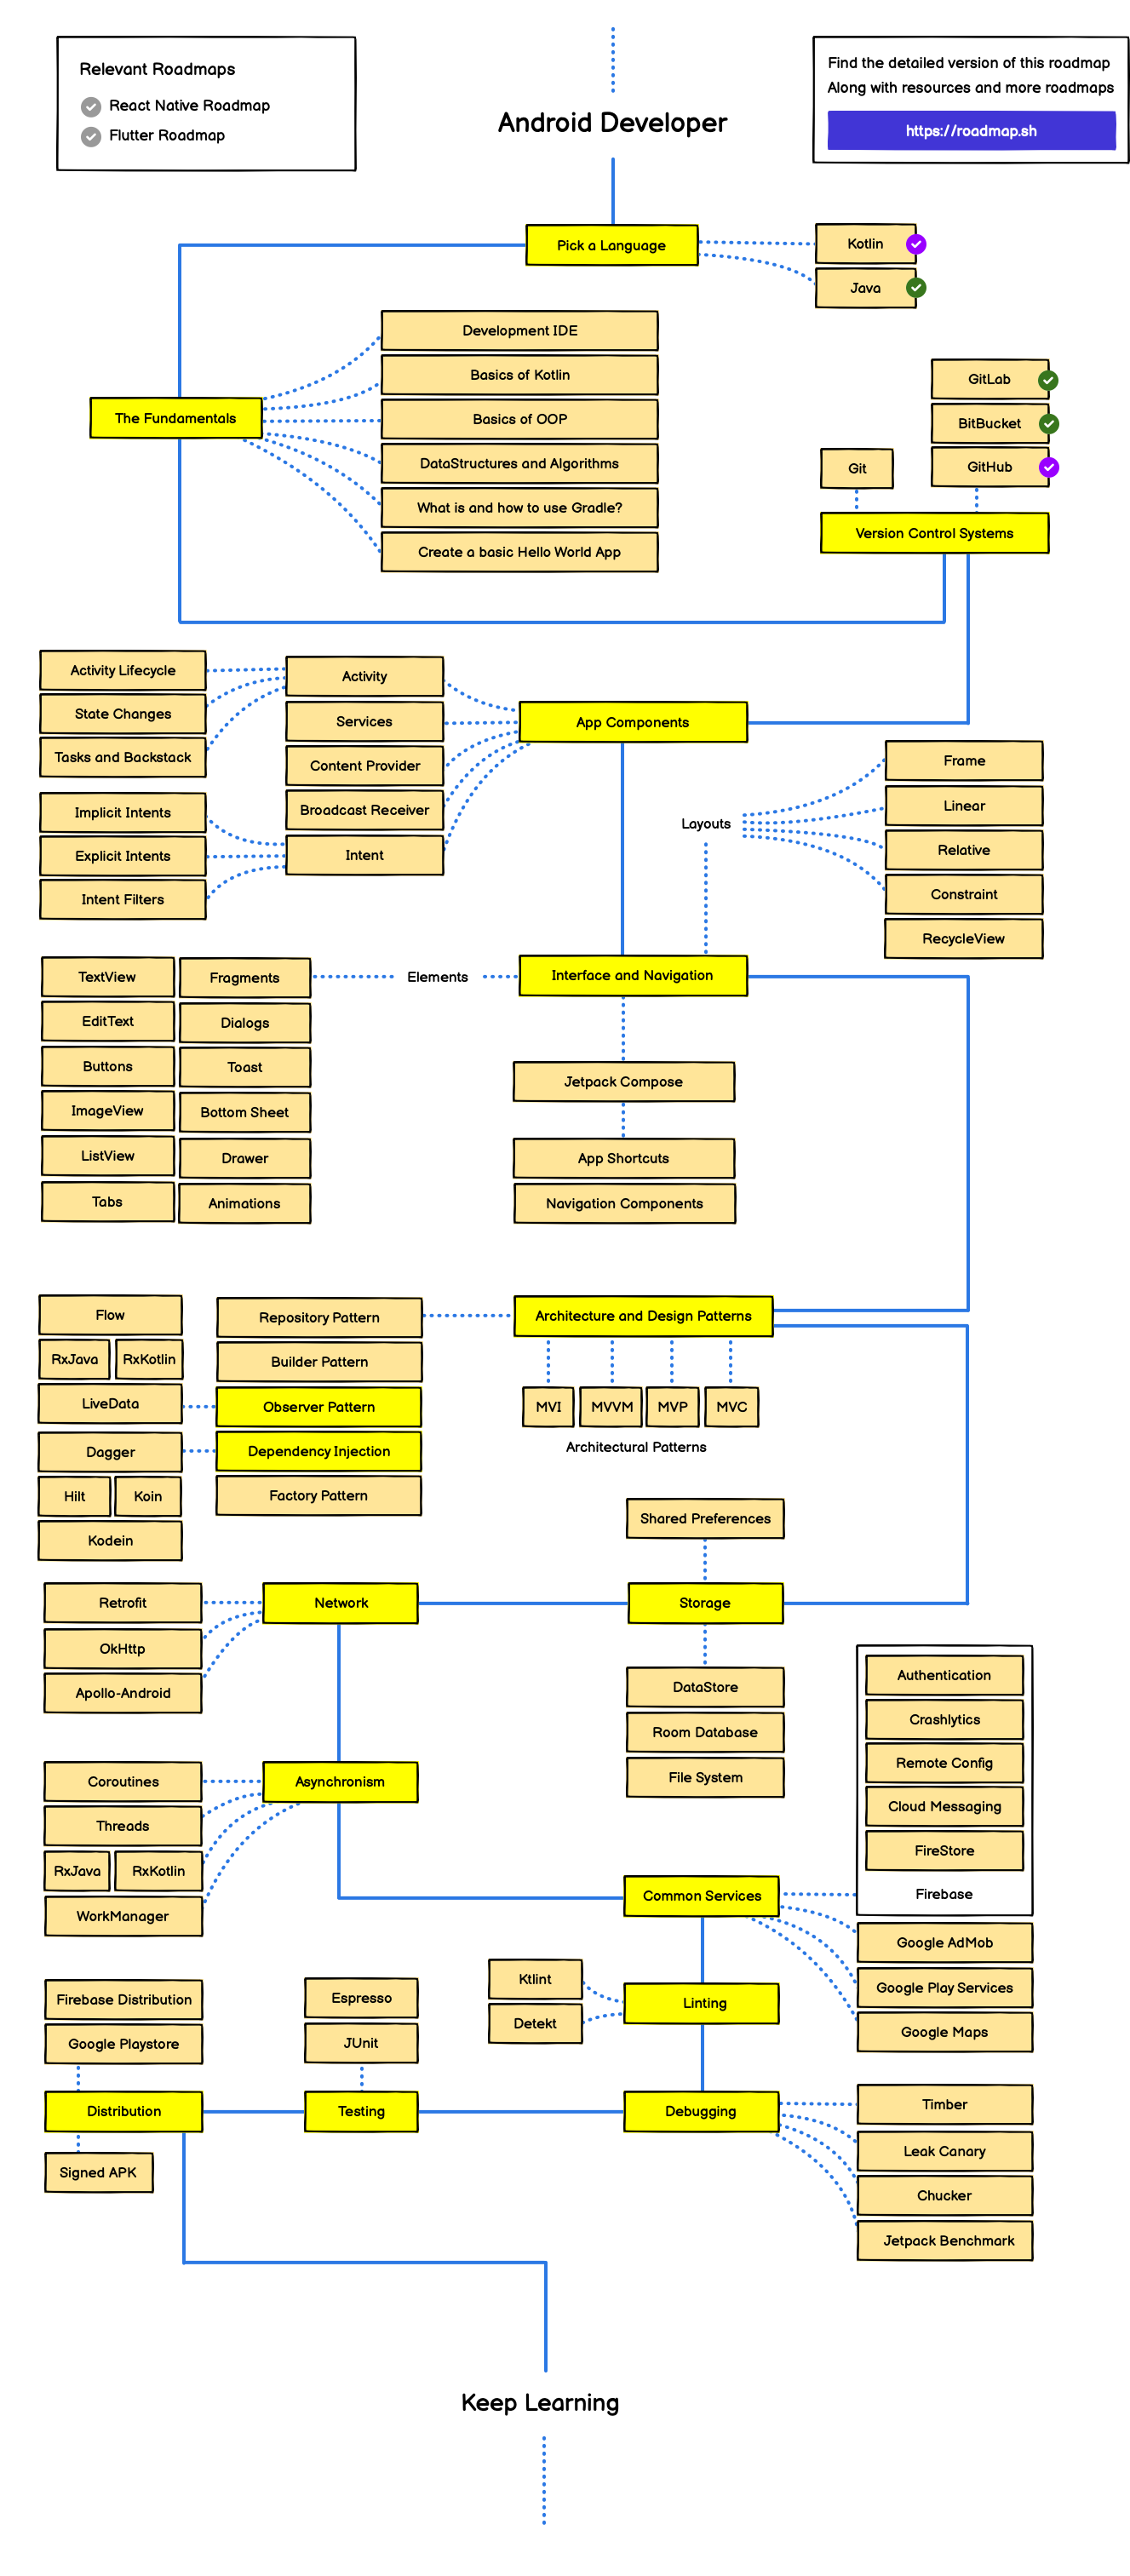 Relevant Roadmaps
React Native Roadmap
Flutter Roadmap
Android Developer
Find the detailed version of this roadmap
Along with resources and more roadmaps
https://roadmap.sh
Pick a Language
Kotlin
Java
The Fundamentals
Development IDE
Basics of Kotlin
Basics of OOP
DataStructures and Algorithms
What is and how to use Gradle?
Create a basic Hello World App
GitLab
BitBucket
GitHub
Git
Version Control Systems
App Components
Activity
Services
Content Provider
Broadcast Receiver
Intent
Activity Lifecycle
State Changes
Tasks and Backstack
Implicit Intents
Explicit Intents
Intent Filters
Layouts
Frame
Linear
Relative
Constraint
RecycleView
Interface and Navigation
Elements
TextView
EditText
Buttons
ImageView
ListView
Tabs
Fragments
Dialogs
Toast
Bottom Sheet
Drawer
Animations
Jetpack Compose
App Shortcuts
Navigation Components
Architecture and Design Patterns
MVI
MVVM
MVP
MVC
Architectural Patterns
Repository Pattern
Builder Pattern
Observer Pattern
Dependency Injection
Factory Pattern
Flow
RxJava
RxKotlin
LiveData
Dagger
Hilt
Koin
Kodein
Shared Preferences
Storage
DataStore
Room Database
File System
Network
Retrofit
OkHttp
Apollo-Android
Asynchronism
Coroutines
Threads
RxJava
RxKotlin
WorkManager
Common Services
Authentication
Crashlytics
Remote Config
Cloud Messaging
FireStore
Firebase
Google AdMob
Google Play Services
Google Maps
Linting
Ktlint
Detekt
Debugging
Timber
Leak Canary
Chucker
Jetpack Benchmark
Espresso
JUnit
Testing
Firebase Distribution
Google Playstore
Distribution
Signed APK
Keep Learning